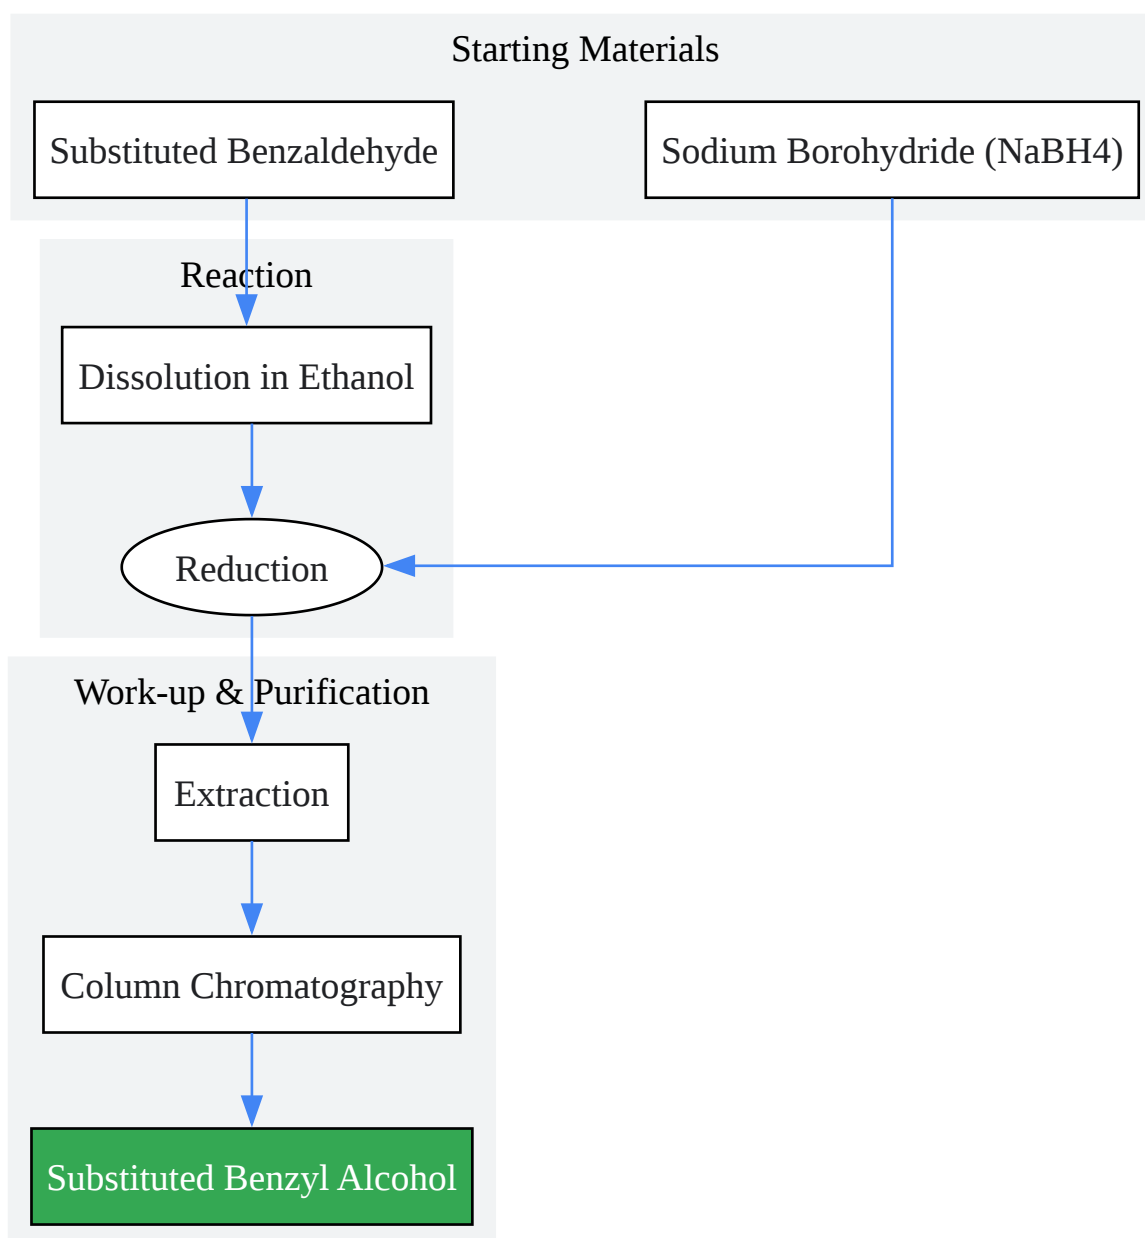 Starting Materials
Substituted Benzaldehyde
Sodium Borohydride (NaBH4)
Reaction
Dissolution in Ethanol
Reduction
Work-up & Purification
Extraction
Column Chromatography
Substituted Benzyl Alcohol